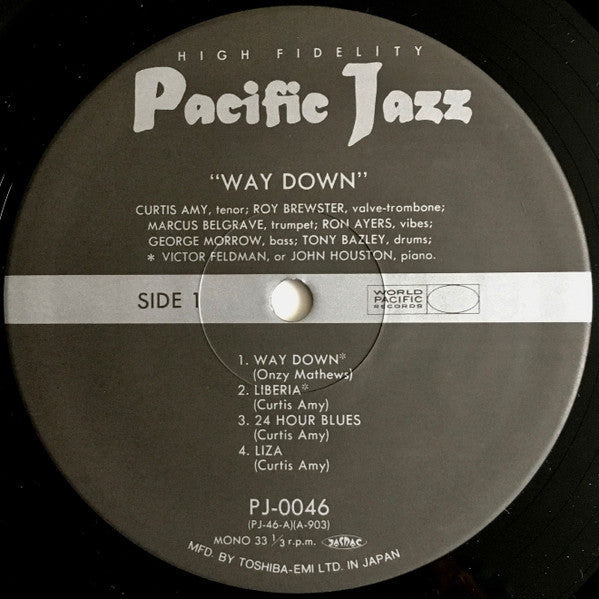 HIGH FIDELITY
Pacific Jazz
"WAY DOWN"
CURTIS AMY, tenor; ROY BREWSTER, valve-trombone;
MARCUS BELGRAVE, trumpet; RON AYERS, vibes;
GEORGE MORROW, bass; TONY BAZLEY, drums;
* VICTOR FELDMAN, or JOHN HOUSTON, piano.
SIDE 1
WORLD
PACIFIC
RECORDS
1. WAY DOWN*
(Onzy Mathews)
2. LIBERIA*
(Curtis Amy)
3. 24 HOUR BLUES
(Curtis Amy)
4. LIZA
(Curtis Amy)
PJ-0046
(PJ-46-A)(A-903)
MONO 33 1/3 r.p.m. JASRAC
MFD. BY TOSHIBA-EMI LTD. IN JAPAN